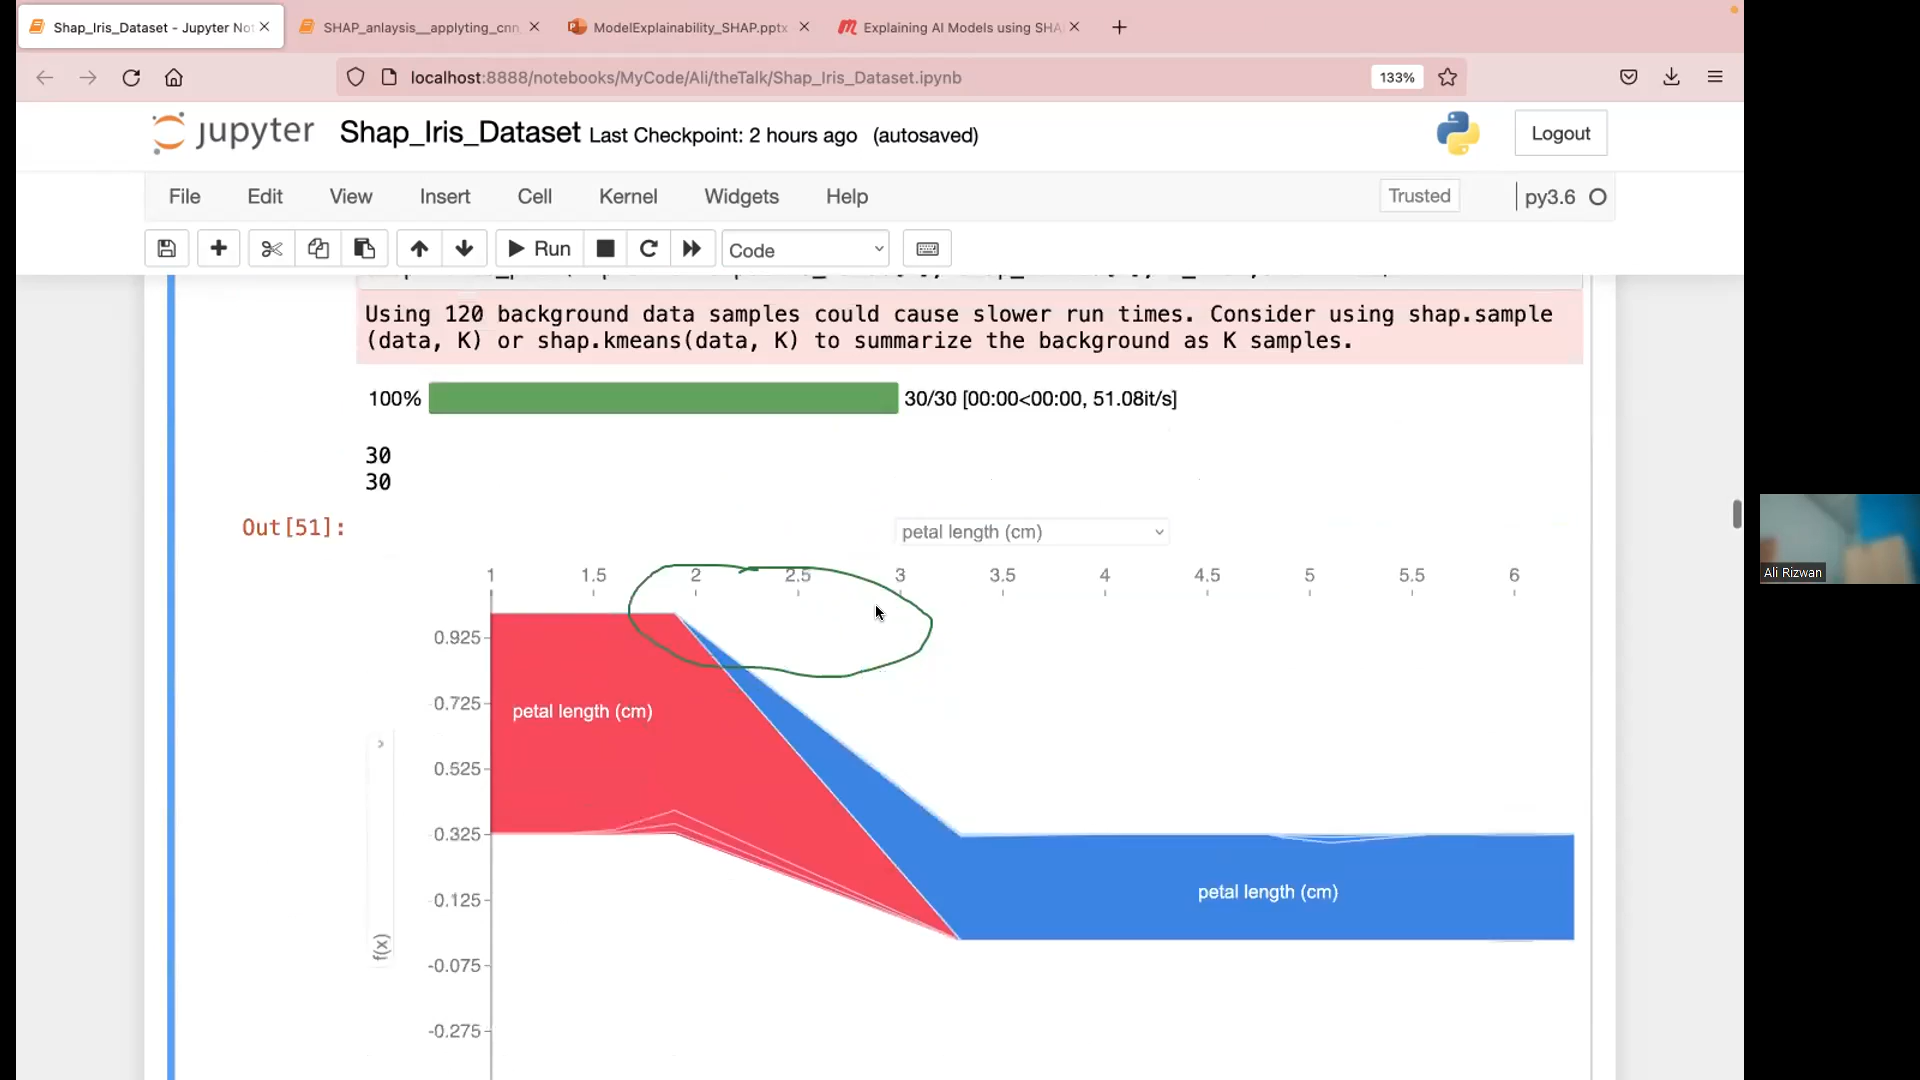 Shap_Iris_Dataset - Jupyter Not
SHAP_anlaysis__applyting_cnn_
ModelExplainability_SHAP.pptx
Explaining AI Models using SHA
localhost:8888/notebooks/MyCode/Ali/theTalk/Shap_Iris_Dataset.ipynb
133%
jupyter Shap_Iris_Dataset Last Checkpoint: 2 hours ago (autosaved)
Logout
File Edit View Insert Cell Kernel Widgets Help
Trusted
py3.6
Run
Code
Using 120 background data samples could cause slower run times. Consider using shap.sample
(data, K) or shap.kmeans(data, K) to summarize the background as K samples.
100% 30/30 [00:00<00:00, 51.08it/s]
30
30
Out[51]:
petal length (cm)
1 1.5 2 2.5 3 3.5 4 4.5 5 5.5 6
0.925
0.725
petal length (cm)
0.525
0.325
0.125
petal length (cm)
f(x)
-0.075
-0.275
Ali Rizwan